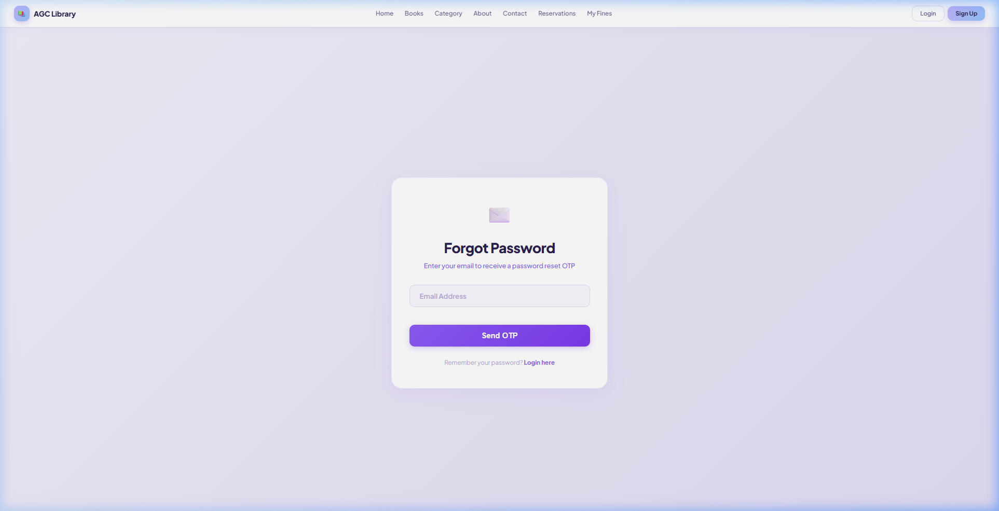 AGC Library
Home Books Category About Contact Reservations My Fines
Login Sign Up
Forgot Password
Enter your email to receive a password reset OTP
Email Address
Send OTP
Remember your password? Login here